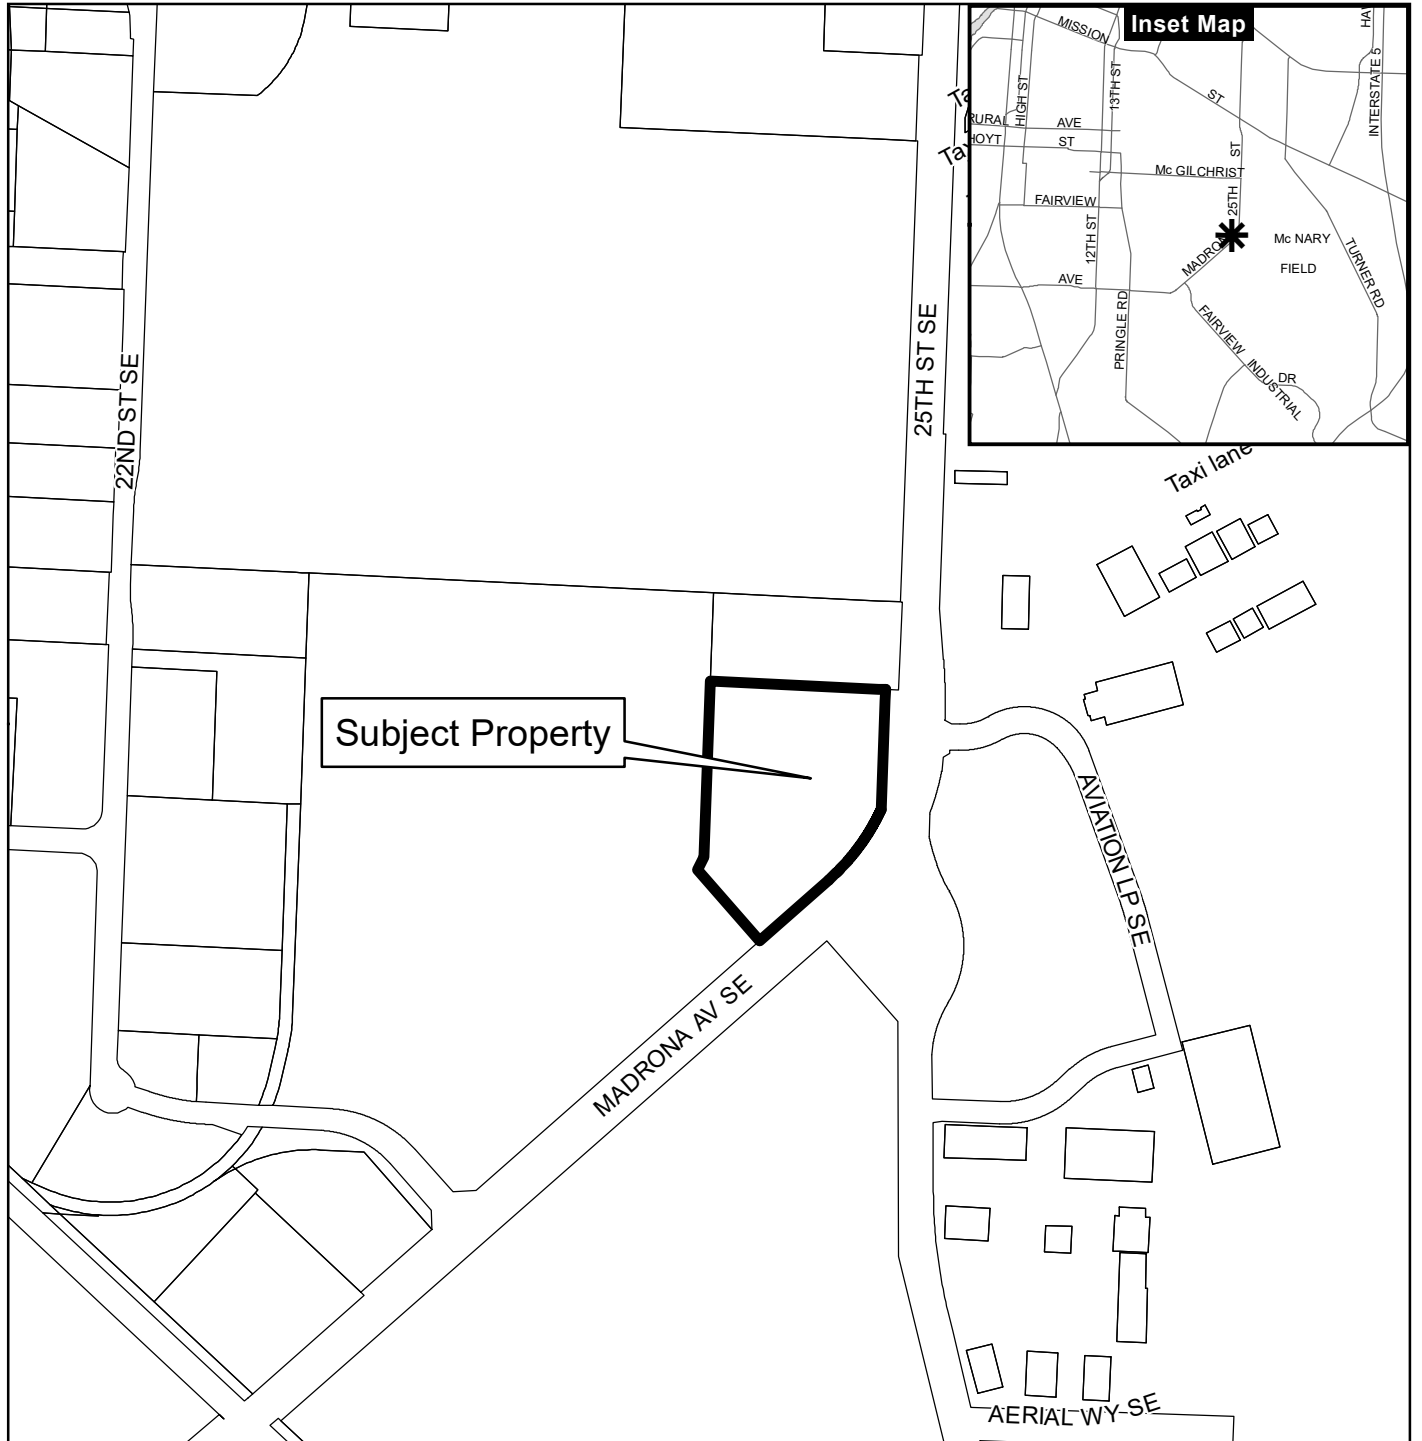 Inset Map
MISSION
ST
HIGH ST
13TH ST
INTERSTATE 5
RURAL AVE
HOYT ST
ST
Mc GILCHRIST
25TH
FAIRVIEW
12TH ST
Mc NARY
FIELD
TURNER RD
AVE
PRINGLE RD
FAIRVIEW INDUSTRIAL
DR
22ND ST SE
25TH ST SE
Taxi lane
Subject Property
AVIATION LP SE
MADRONA AV SE
AERIAL WY SE